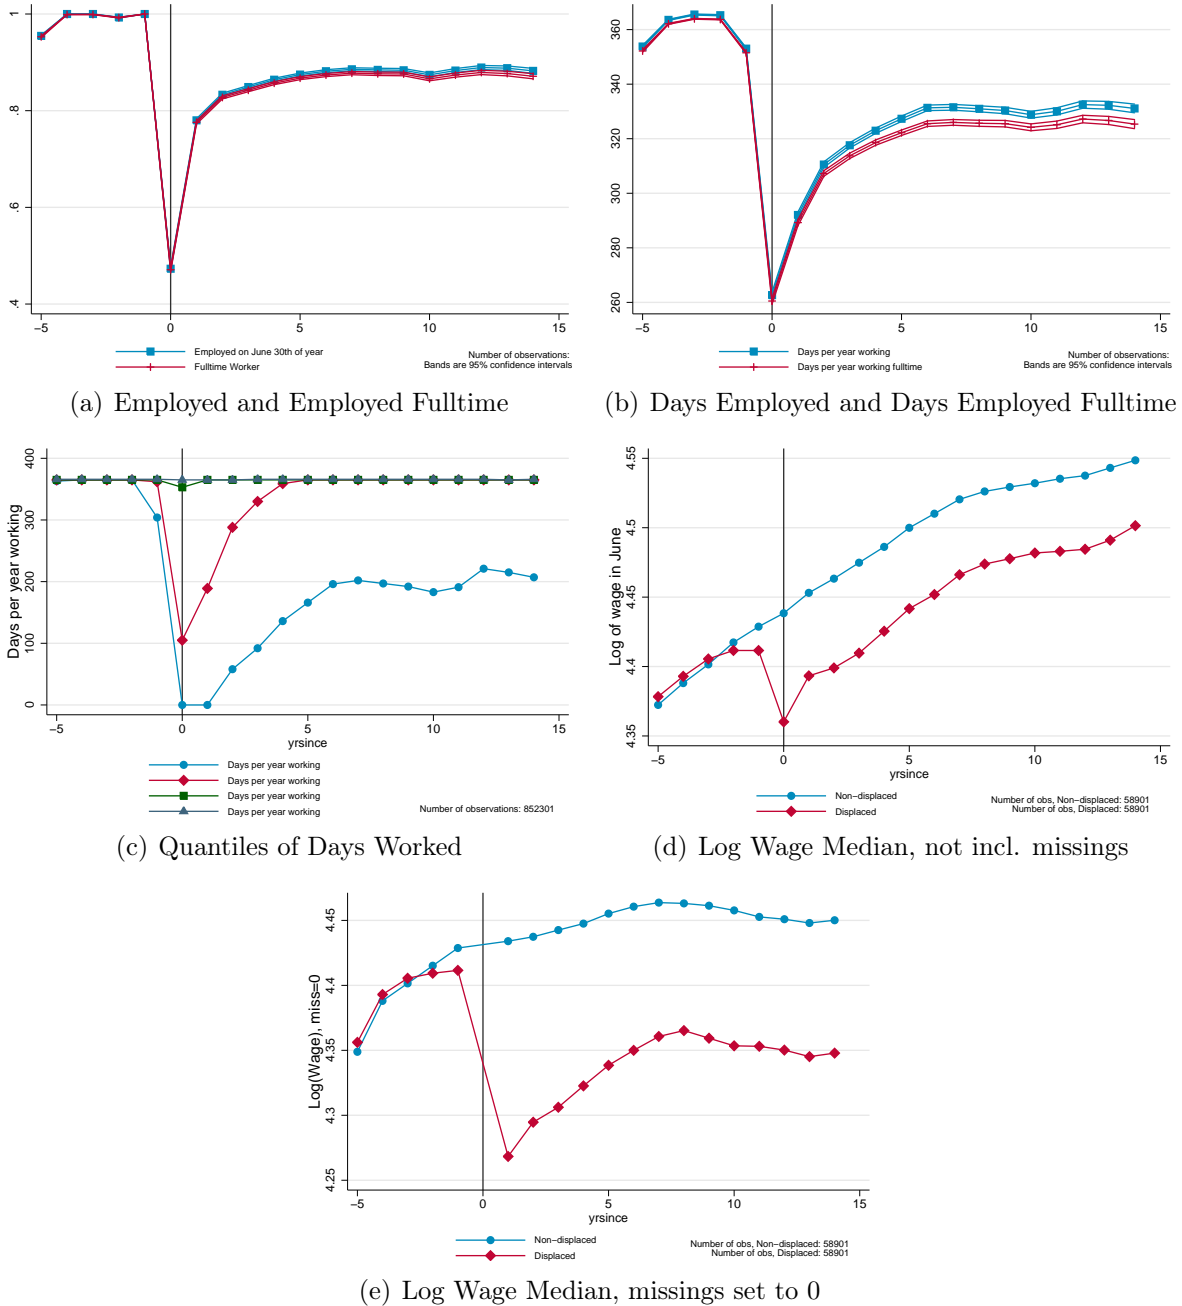 1
.8
.6
.4
−5
0
5
10
15
Employed on June 30th of year
Fulltime Worker
Number of observations:
Bands are 95% confidence intervals
(a) Employed and Employed Fulltime
360
340
320
300
280
260
−5
0
5
10
15
Days per year working
Days per year working fulltime
Number of observations:
Bands are 95% confidence intervals
(b) Days Employed and Days Employed Fulltime
Days per year working
400
300
200
100
0
−5
0
5
10
15
yrsince
Days per year working
Days per year working
Days per year working
Days per year working
Number of observations: 852301
(c) Quantiles of Days Worked
Log of wage in June
4.55
4.5
4.45
4.4
4.35
−5
0
5
10
15
yrsince
Non−displaced
Displaced
Number of obs, Non−displaced: 58901
Number of obs, Displaced: 58901
(d) Log Wage Median, not incl. missings
Log(Wage), miss=0
4.45
4.4
4.35
4.3
4.25
−5
0
5
10
15
yrsince
Non−displaced
Displaced
Number of obs, Non−displaced: 58901
Number of obs, Displaced: 58901
(e) Log Wage Median, missings set to 0